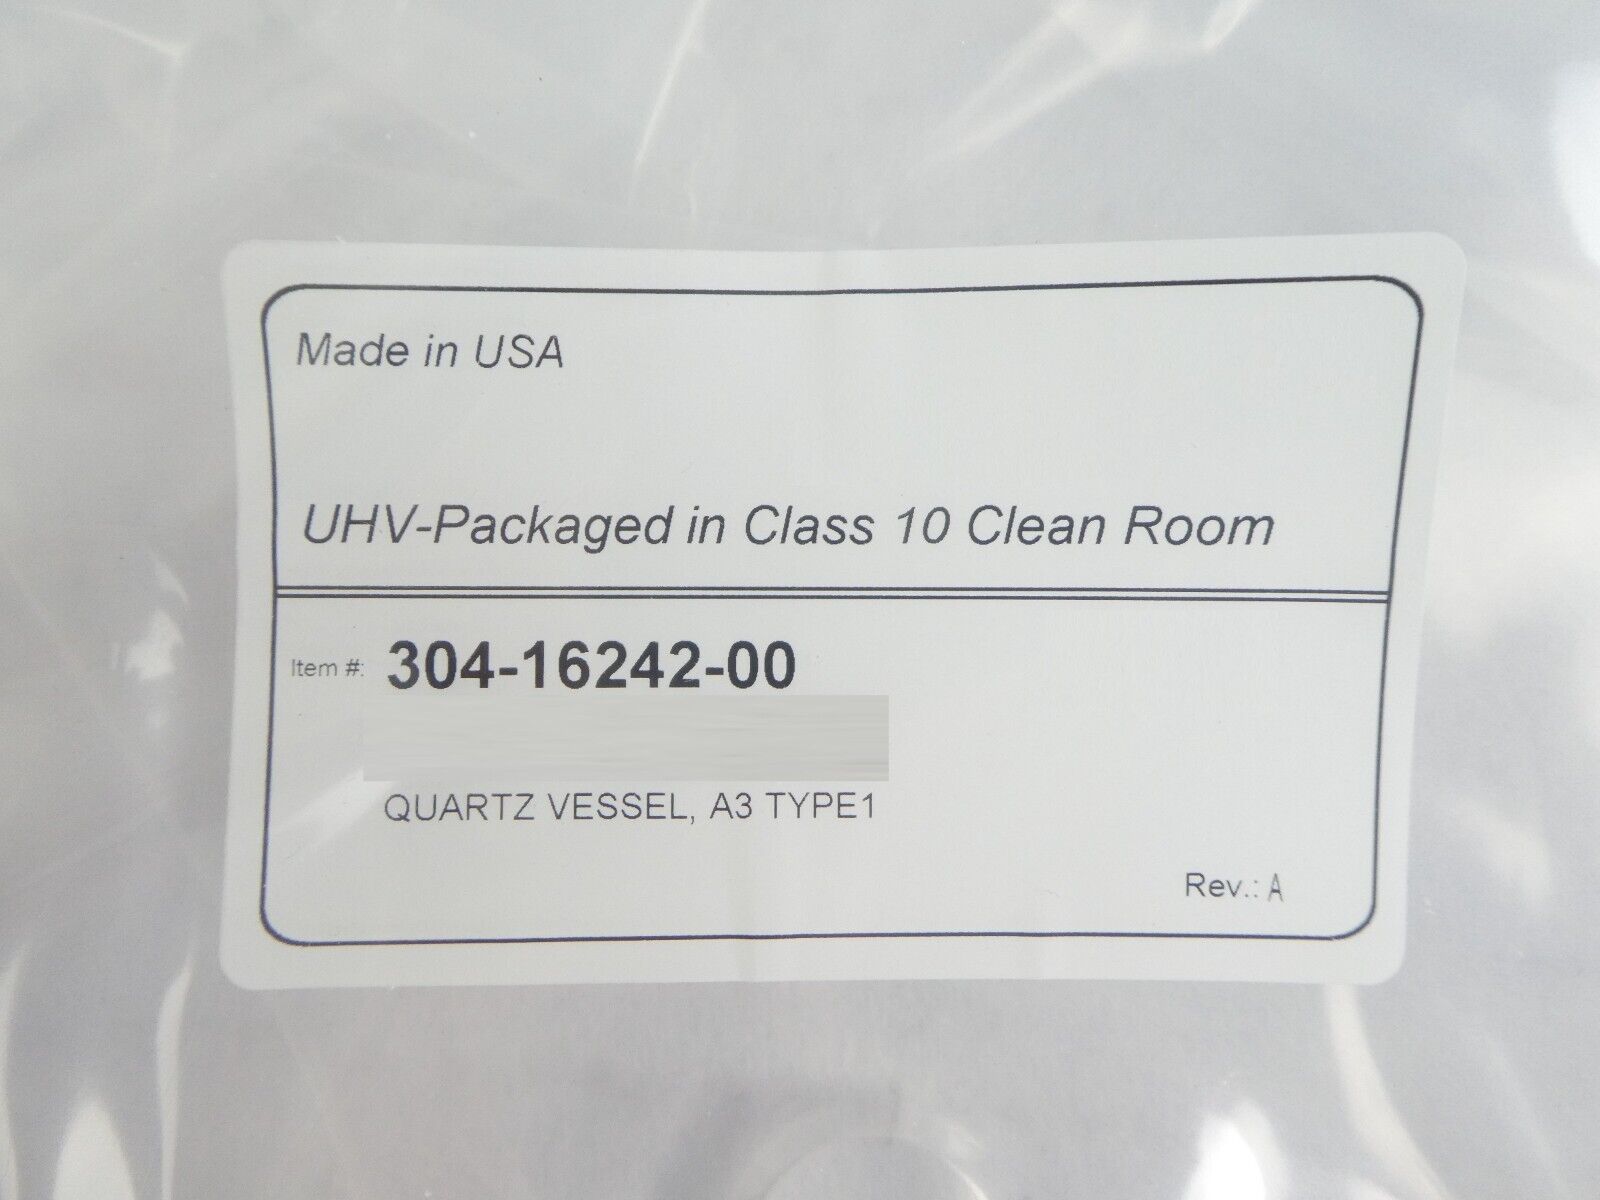 Made in USA
UHV-Packaged in Class 10 Clean Room
Item #: 304-16242-00
QUARTZ VESSEL, A3 TYPE1
Rev.: A